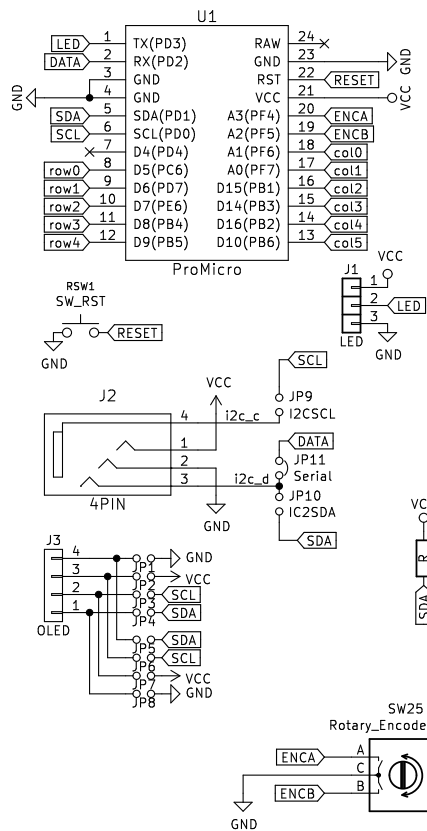 U1
LED 1 TX(PD3) RAW 24
DATA 2 RX(PD2) GND 23 GND
3 GND RST 22 RESET
GND 4 GND VCC 21 VCC
SDA 5 SDA(PD1) A3(PF4) 20 ENCA
SCL 6 SCL(PD0) A2(PF5) 19 ENCB
7 D4(PD4) A1(PF6) 18 col0
row0 8 D5(PC6) A0(PF7) 17 col1
row1 9 D6(PD7) D15(PB1) 16 col2
row2 10 D7(PE6) D14(PB3) 15 col3
row3 11 D8(PB4) D16(PB2) 14 col4
row4 12 D9(PB5) D10(PB6) 13 col5
ProMicro
RSW1
SW_RST
RESET
GND
J1
VCC
1
2 LED
3
LED
GND
SCL
J2
VCC
JP9
4 i2c_c I2CSCL
1
DATA
2
JP11
3 i2c_d Serial
4PIN
JP10
GND
IC2SDA
SDA
VC
R
SDA
J3
4 JP1 GND
3 JP2 VCC
2 JP3 SCL
1 JP4 SDA
OLED
JP5 SDA
JP6 SCL
JP7 VCC
JP8 GND
SW25
Rotary_Encode
ENCA A
C
ENCB B
GND